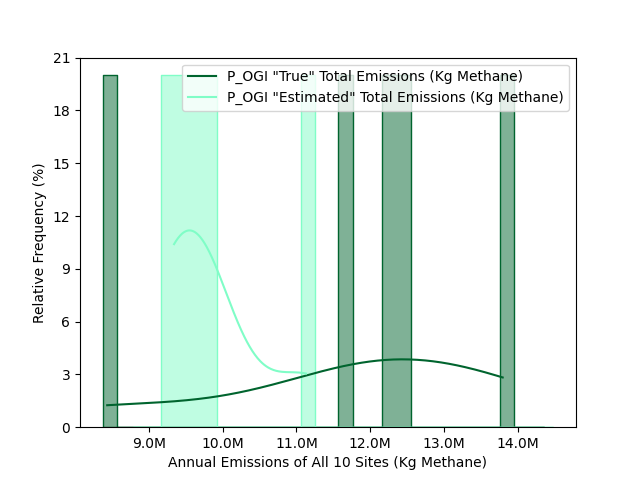 P_OGI "True" Total Emissions (Kg Methane)
P_OGI "Estimated" Total Emissions (Kg Methane)
21
18
15
12
9
6
3
0
Relative Frequency (%)
9.0M 10.0M 11.0M 12.0M 13.0M 14.0M
Annual Emissions of All 10 Sites (Kg Methane)